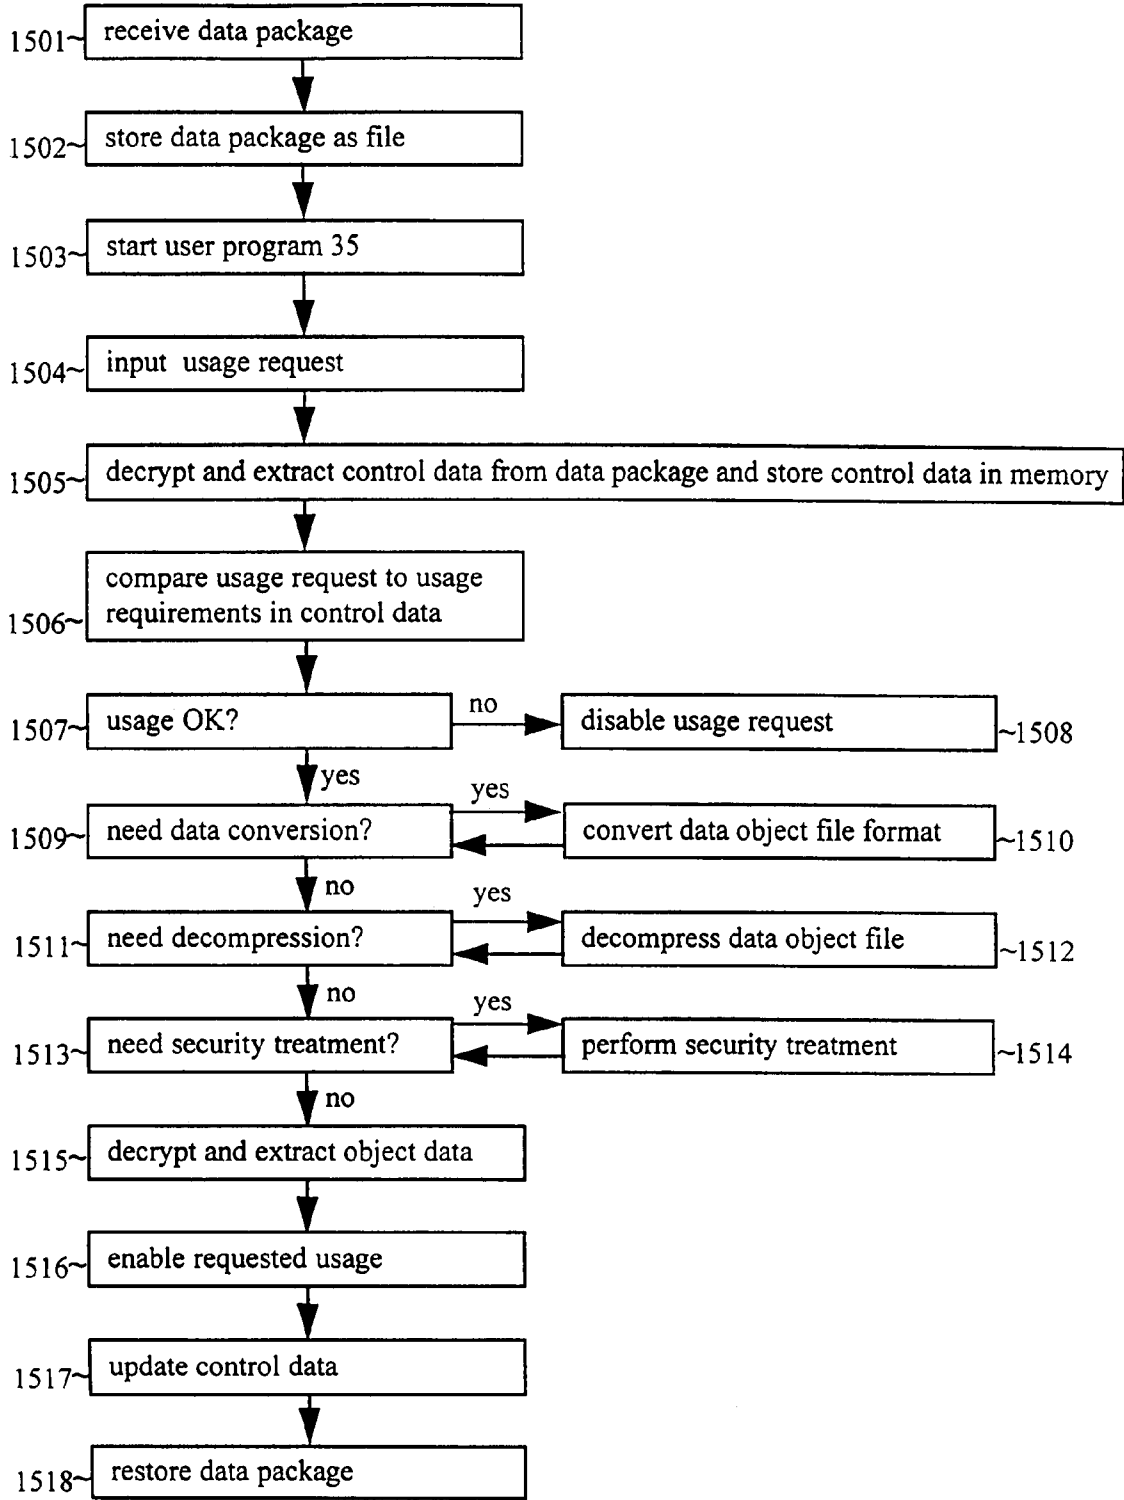 1501~ receive data package
1502~ store data package as file
1503~ start user program 35
1504~ input usage request
1505~ decrypt and extract control data from data package and store control data in memory
compare usage request to usage
1506~ requirements in control data
1507~ usage OK?
no
disable usage request ~1508
yes
1509~ need data conversion?
yes
convert data object file format ~1510
no
1511~ need decompression?
yes
decompress data object file ~1512
no
1513~ need security treatment?
yes
perform security treatment ~1514
no
1515~ decrypt and extract object data
1516~ enable requested usage
1517~ update control data
1518~ restore data package